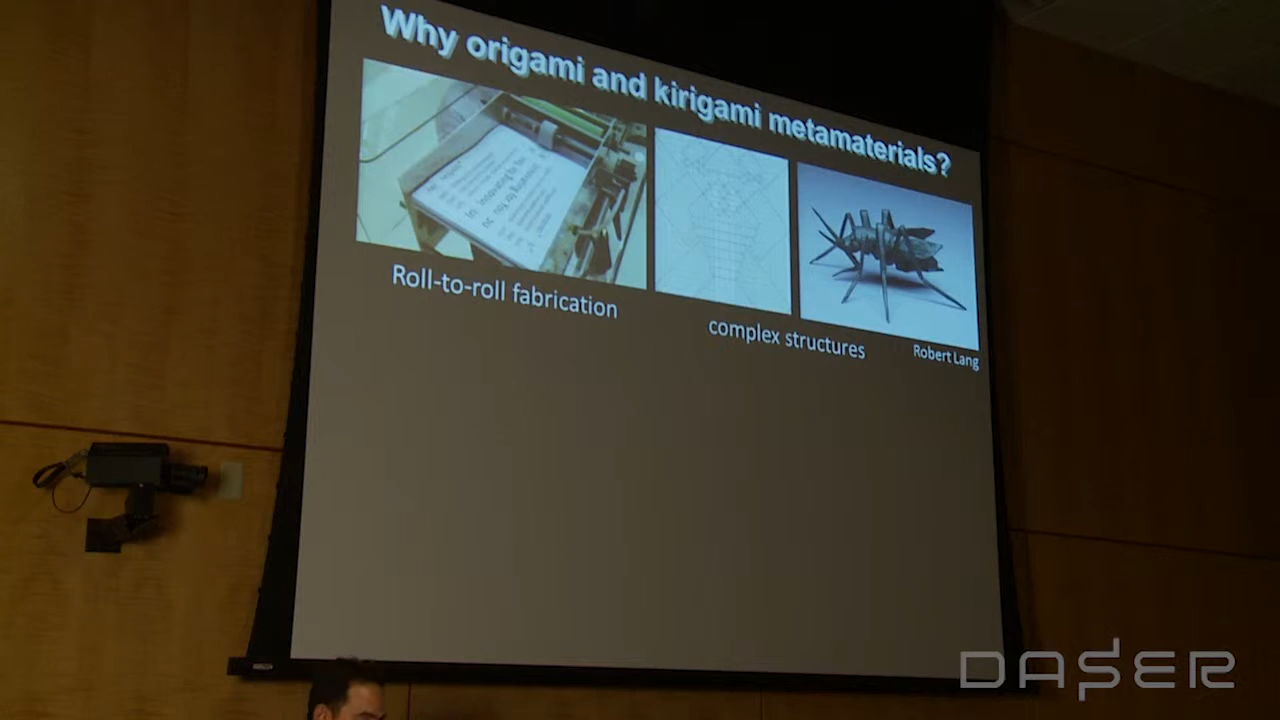 Why origami and kirigami metamaterials?
Roll-to-roll fabrication
complex structures
Robert Lang
DASER